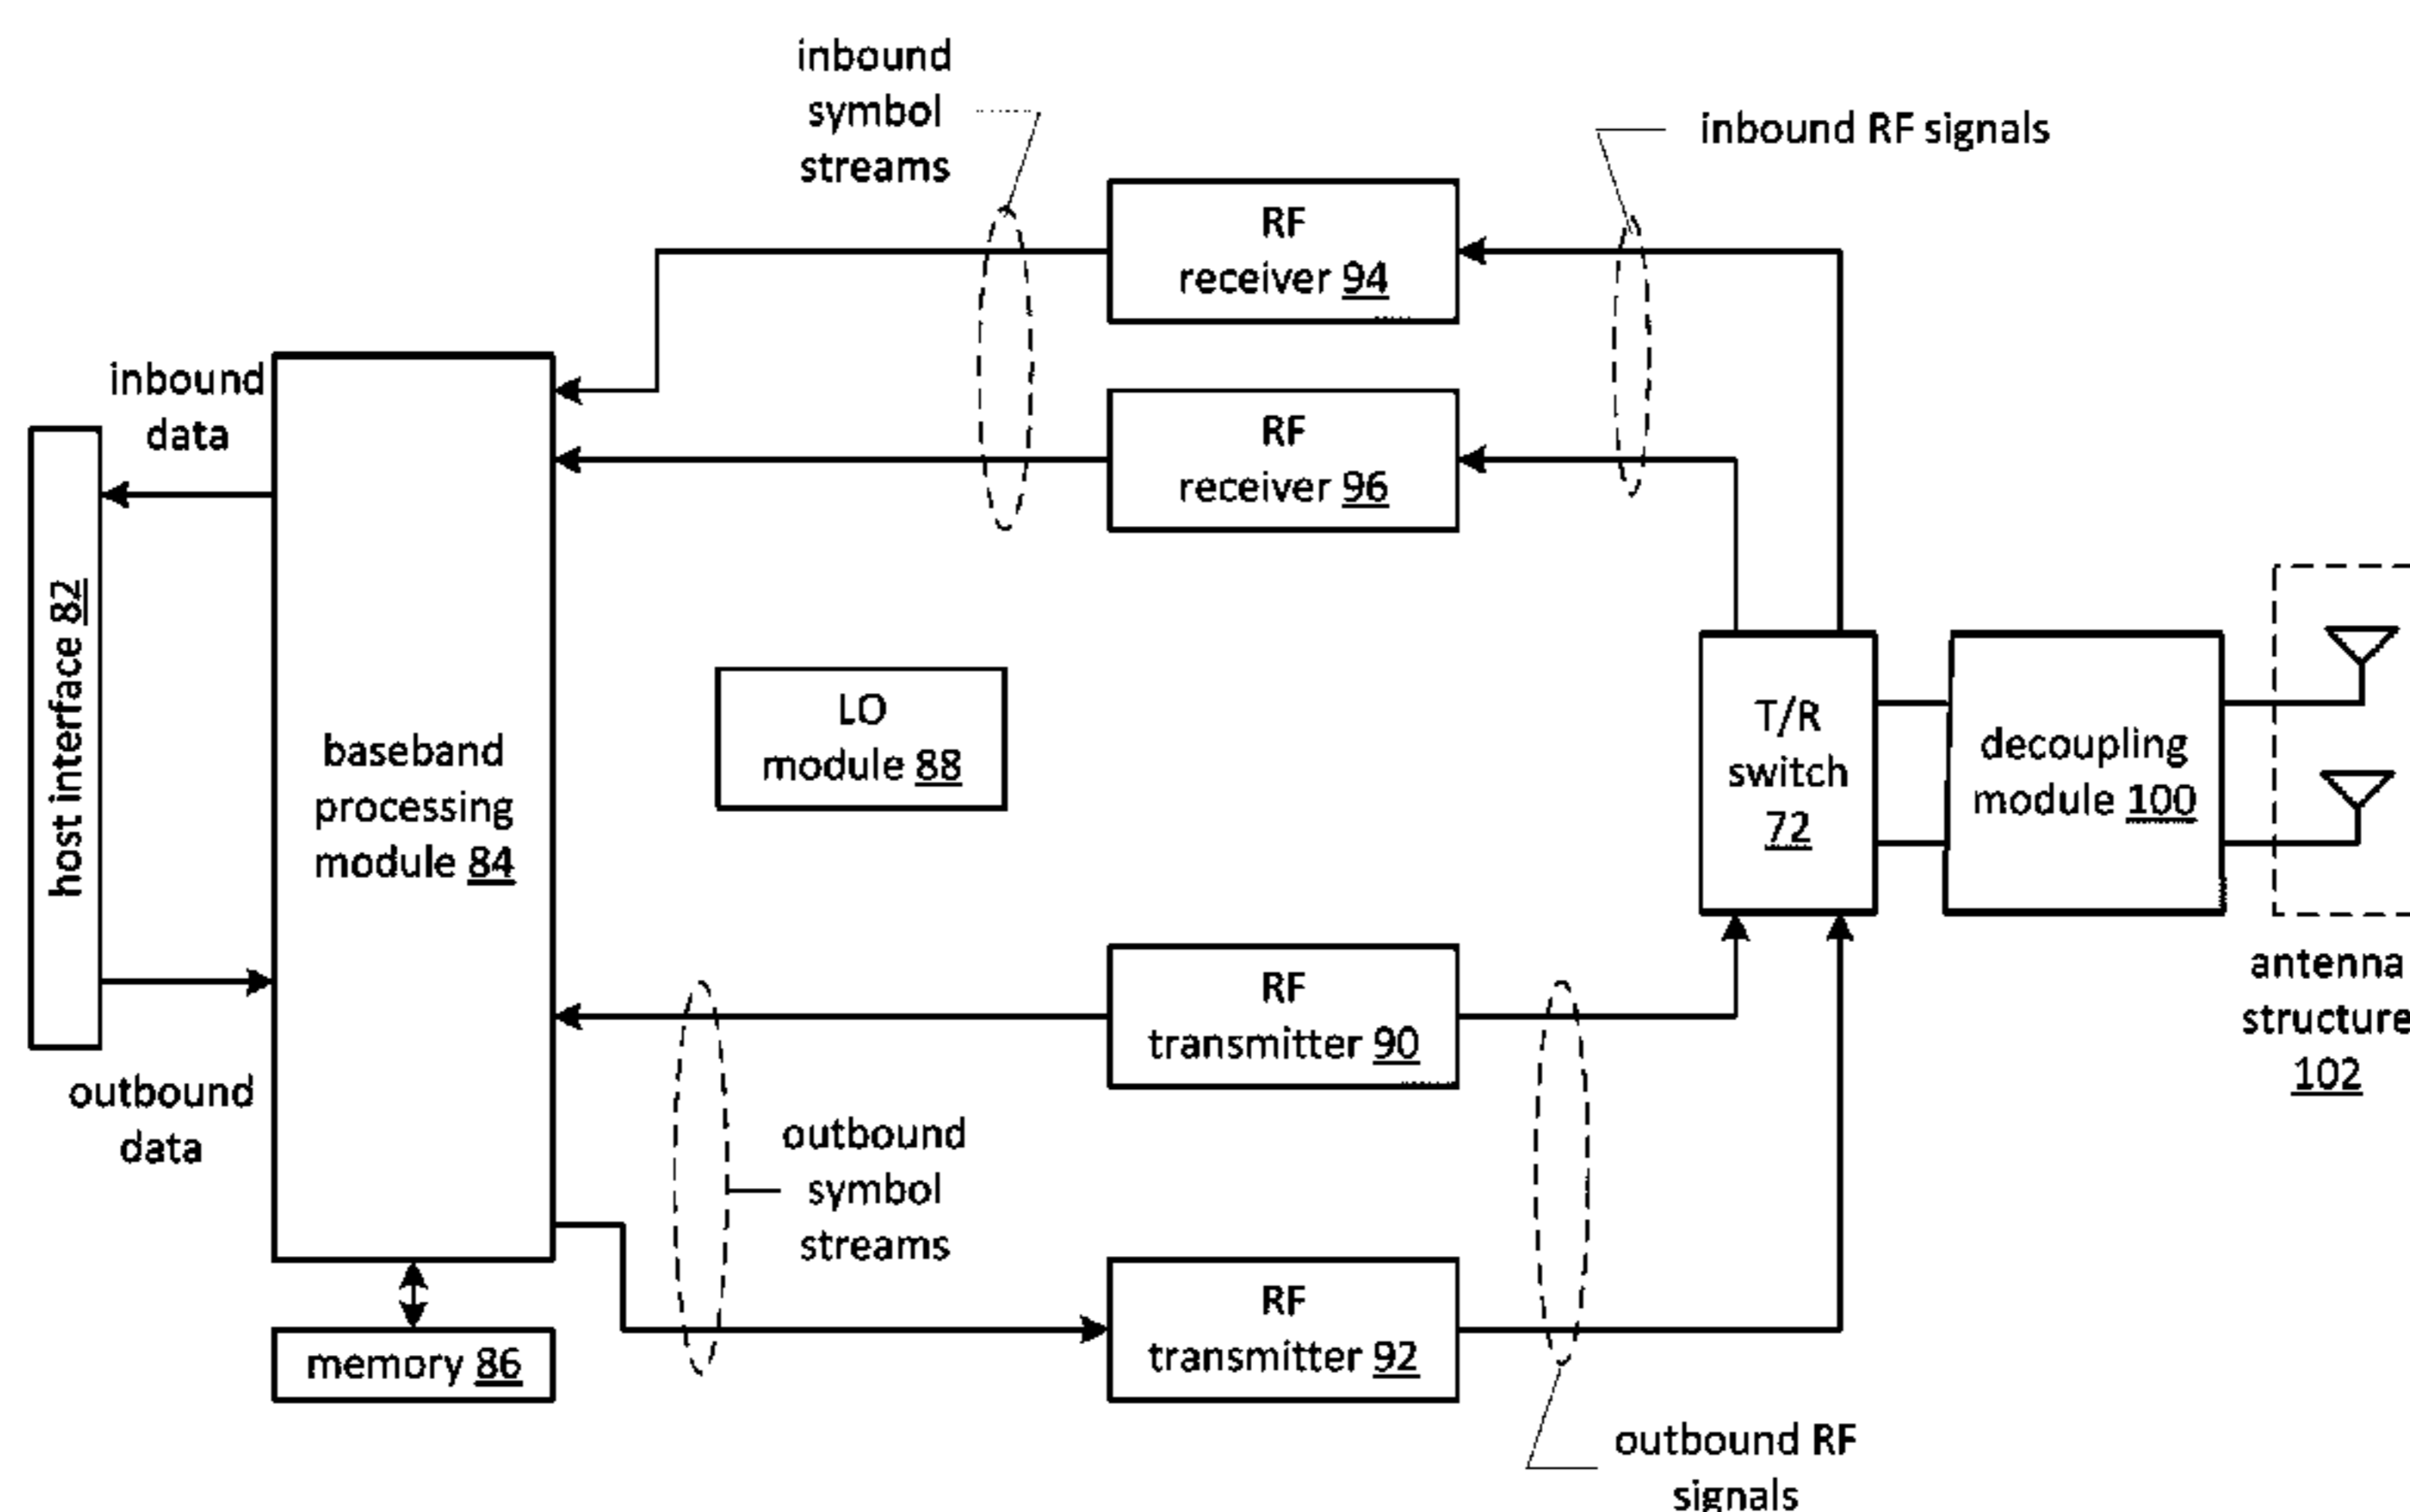 inbound
symbol
streams
inbound RF signals
RF
receiver 94
inbound
data
RF
receiver 96
host interface 82
baseband
processing
module 84
LO
module 88
T/R
switch
72
decoupling
module 100
antenna
structure
102
RF
transmitter 90
outbound
data
outbound
symbol
streams
RF
transmitter 92
memory 86
outbound RF
signals